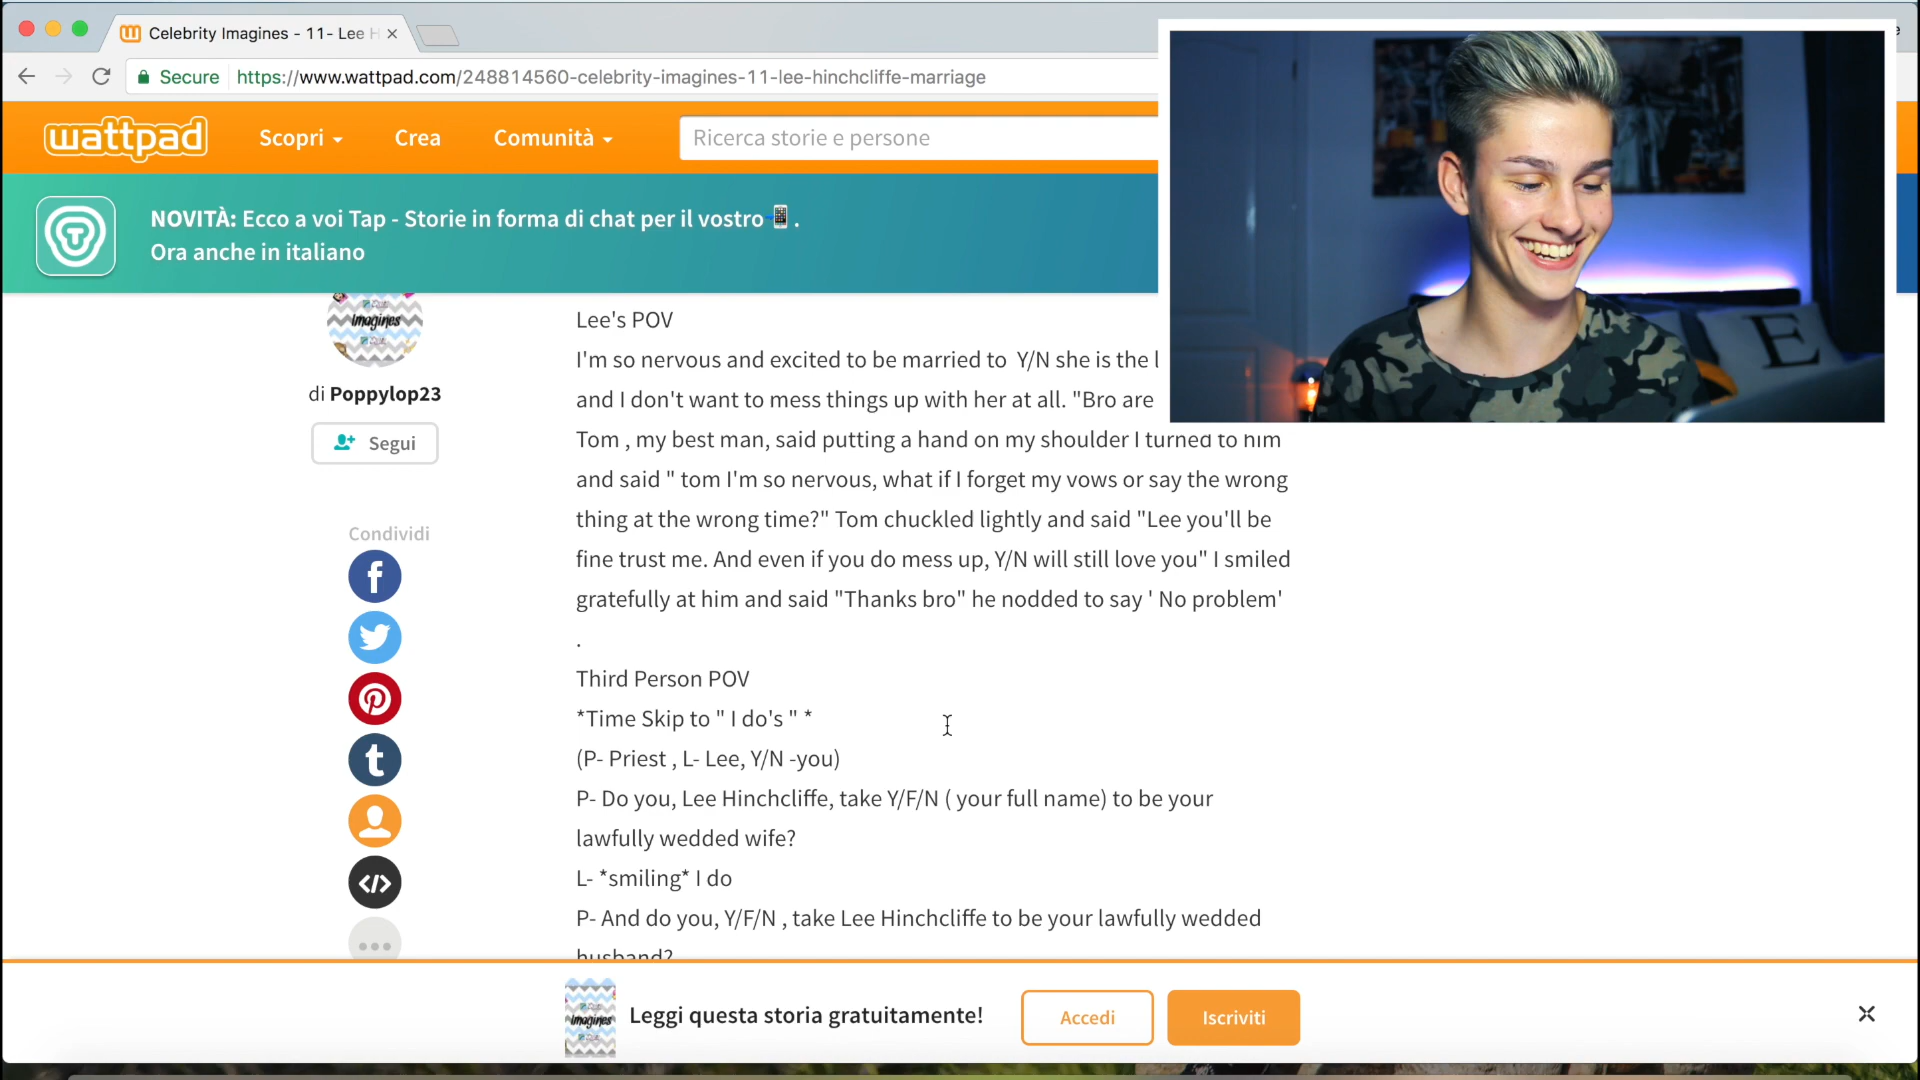 Celebrity Imagines - 11- Lee H
Secure https://www.wattpad.com/248814560-celebrity-imagines-11-lee-hinchcliffe-marriage
wattpad Scopri Crea Comunità Ricerca storie e persone
NOVITÀ: Ecco a voi Tap - Storie in forma di chat per il vostro 📱.
Ora anche in italiano
Imagines
di Poppylop23
Segui
Condividi
Lee's POV
I'm so nervous and excited to be married to Y/N she is the l
and I don't want to mess things up with her at all. "Bro are
Tom , my best man, said putting a hand on my shoulder I turned to him
and said " tom I'm so nervous, what if I forget my vows or say the wrong
thing at the wrong time?" Tom chuckled lightly and said "Lee you'll be
fine trust me. And even if you do mess up, Y/N will still love you" I smiled
gratefully at him and said "Thanks bro" he nodded to say ' No problem'
.
Third Person POV
*Time Skip to " I do's " *
(P- Priest , L- Lee, Y/N -you)
P- Do you, Lee Hinchcliffe, take Y/F/N ( your full name) to be your
lawfully wedded wife?
L- *smiling* I do
P- And do you, Y/F/N , take Lee Hinchcliffe to be your lawfully wedded
husband?
E
Imagines
Leggi questa storia gratuitamente!
Accedi
Iscriviti